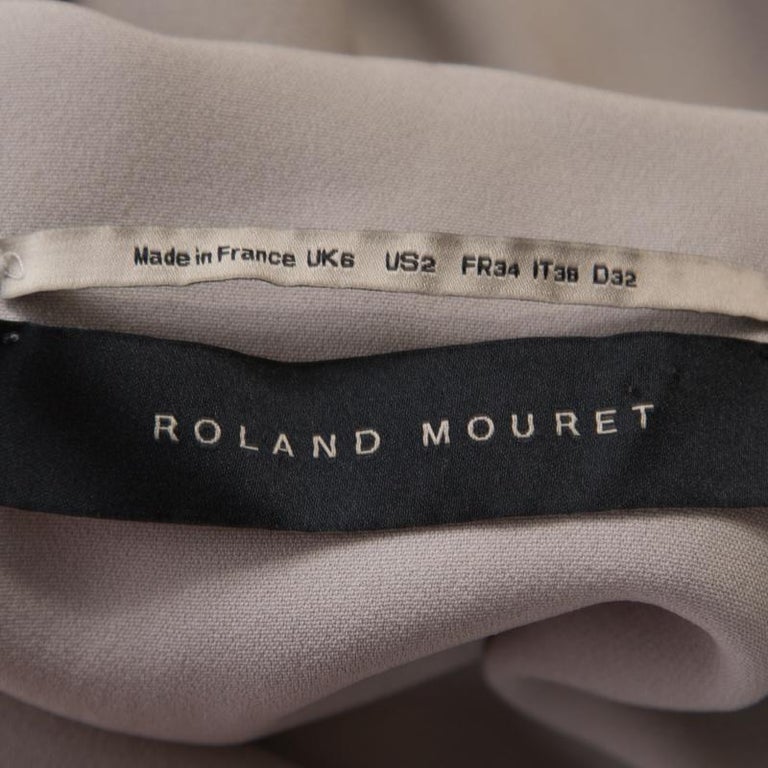 Made in France UK6 US2 FR34 IT38 D32
ROLAND MOURET